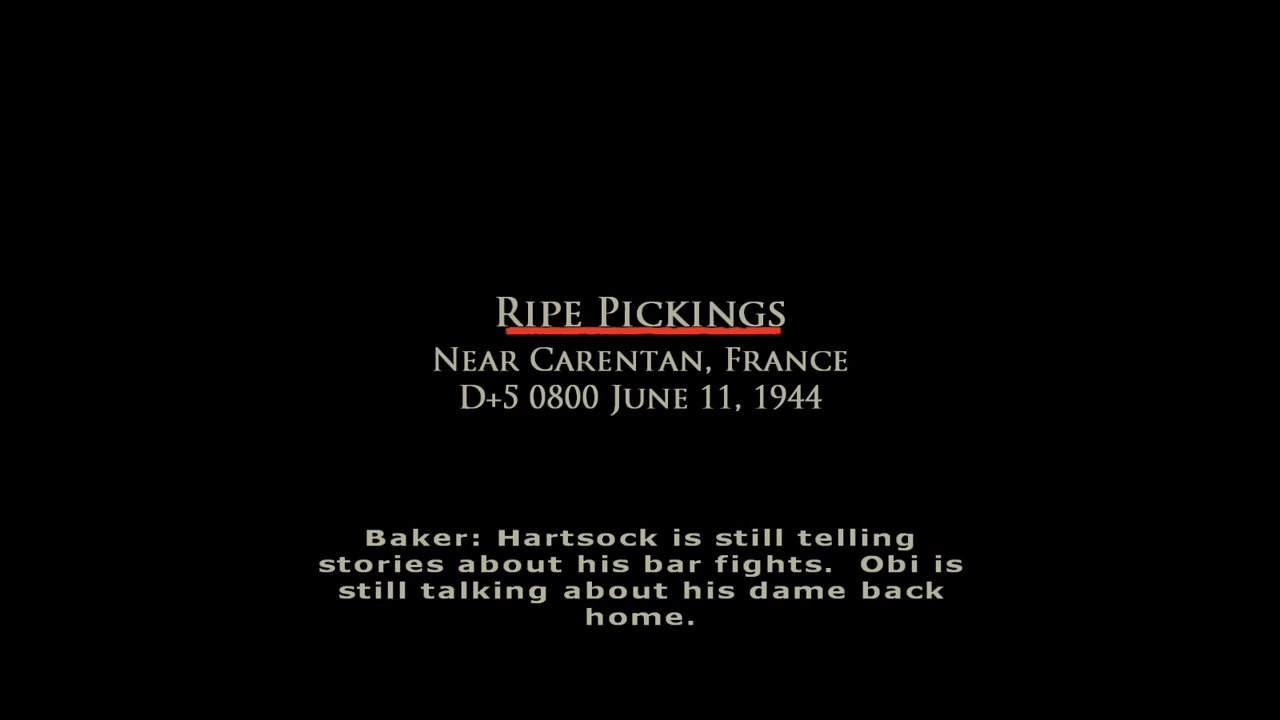 Ripe Pickings
Near Carentan, France
D+5 0800 June 11, 1944
Baker: Hartsock is still telling
stories about his bar fights.  Obi is
still talking about his dame back
home.